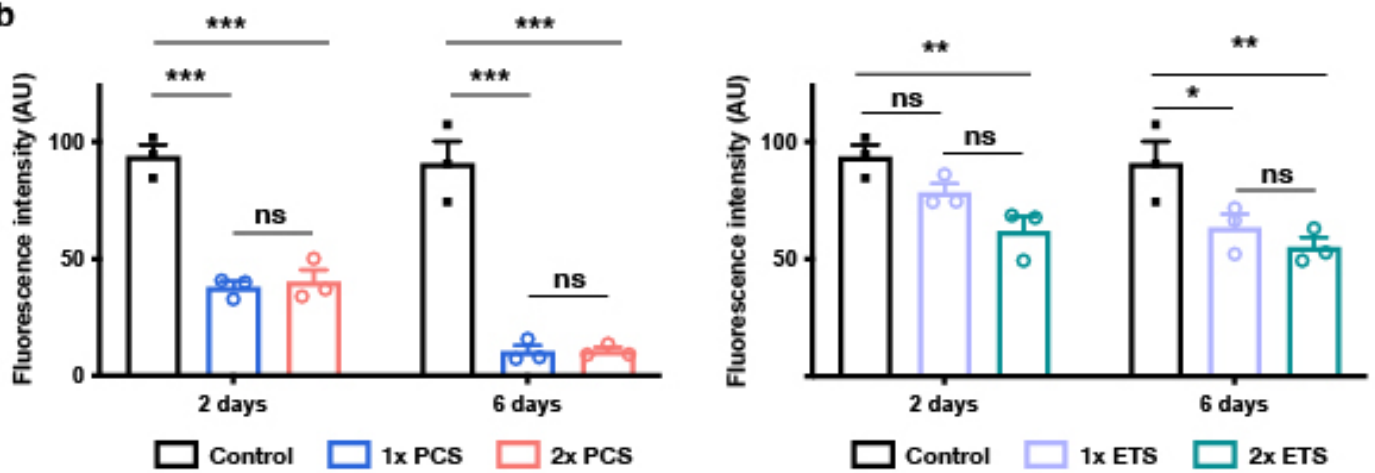 b
*** ***
*** ***
ns
ns
Fluorescence intensity (AU)
100
50
0
2 days 6 days
Control 1x PCS 2x PCS
** **
ns *
ns ns
Fluorescence intensity (AU)
100
50
2 days 6 days
Control 1x ETS 2x ETS